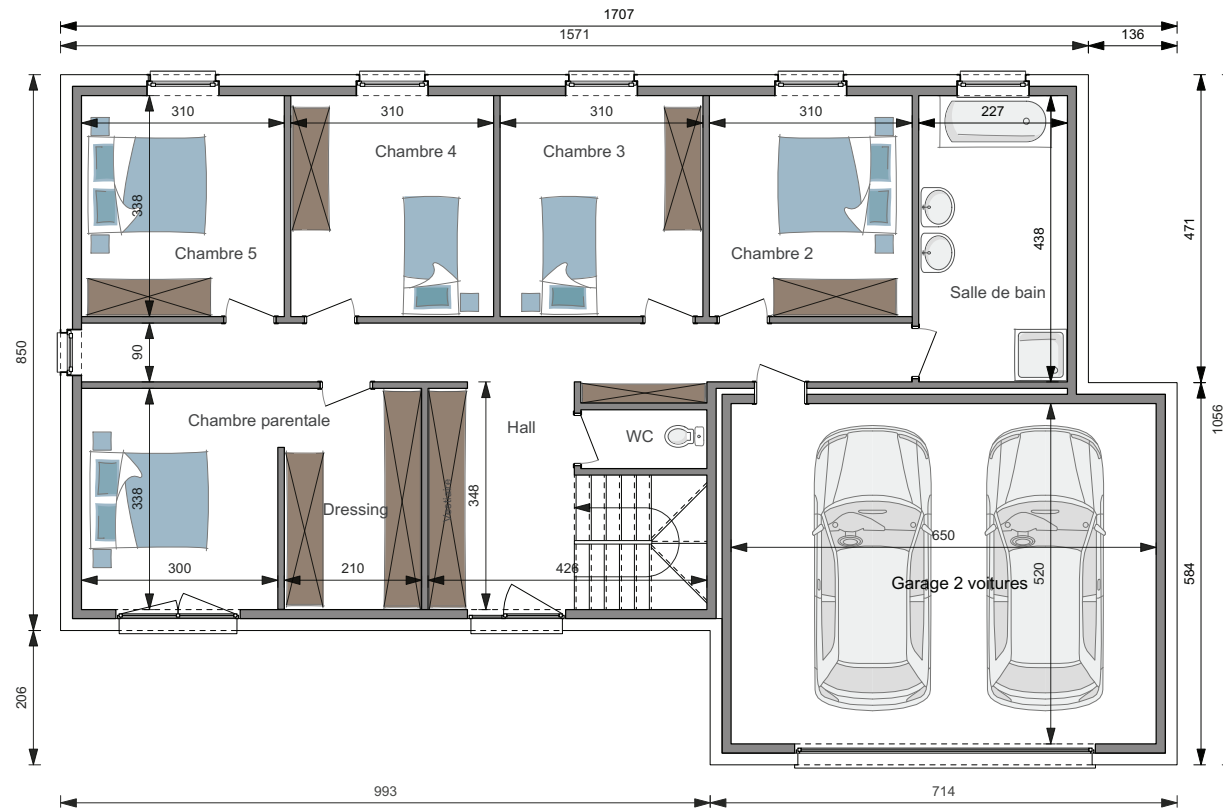 1707
1571
136
310
310
310
310
227
Chambre 4
Chambre 3
338
438
471
Chambre 5
Chambre 2
Salle de bain
850
90
1056
Chambre parentale
Hall
WC
338
Dressing
Vestiaire
348
650
520
Garage 2 voitures
300
210
426
584
206
993
714